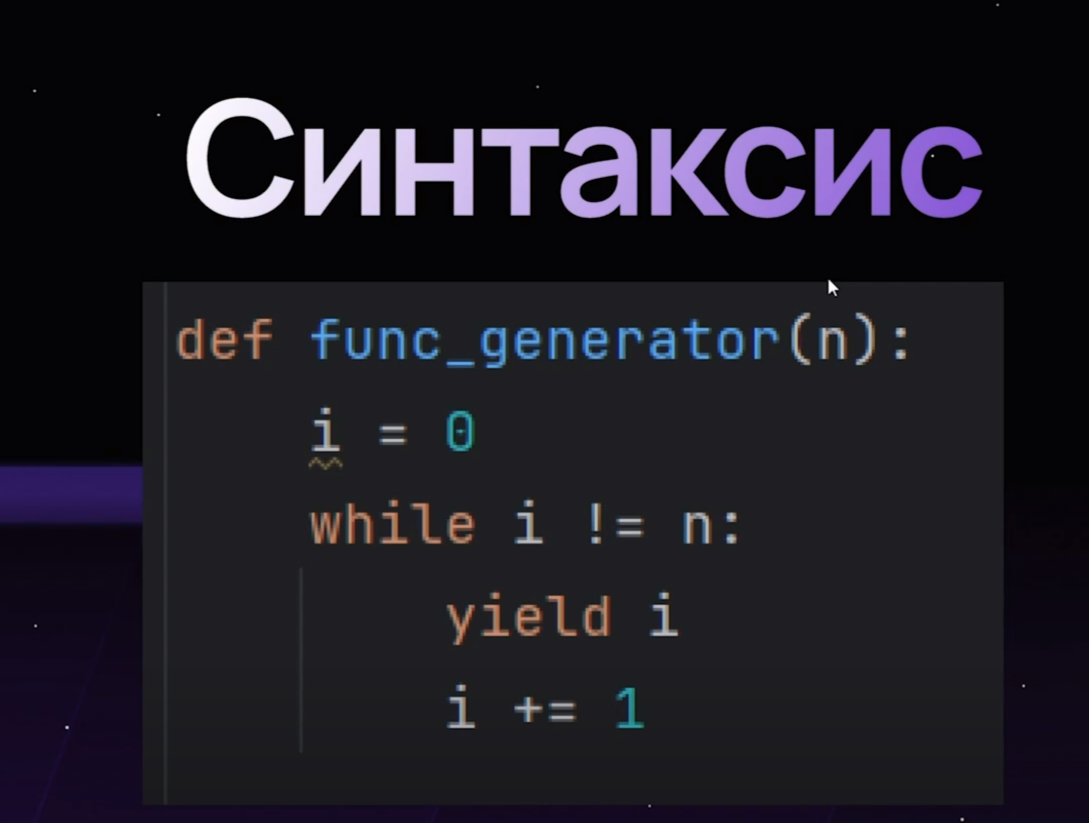 Синтаксис
def func_generator(n):
    i = 0
    while i != n:
        yield i
        i += 1